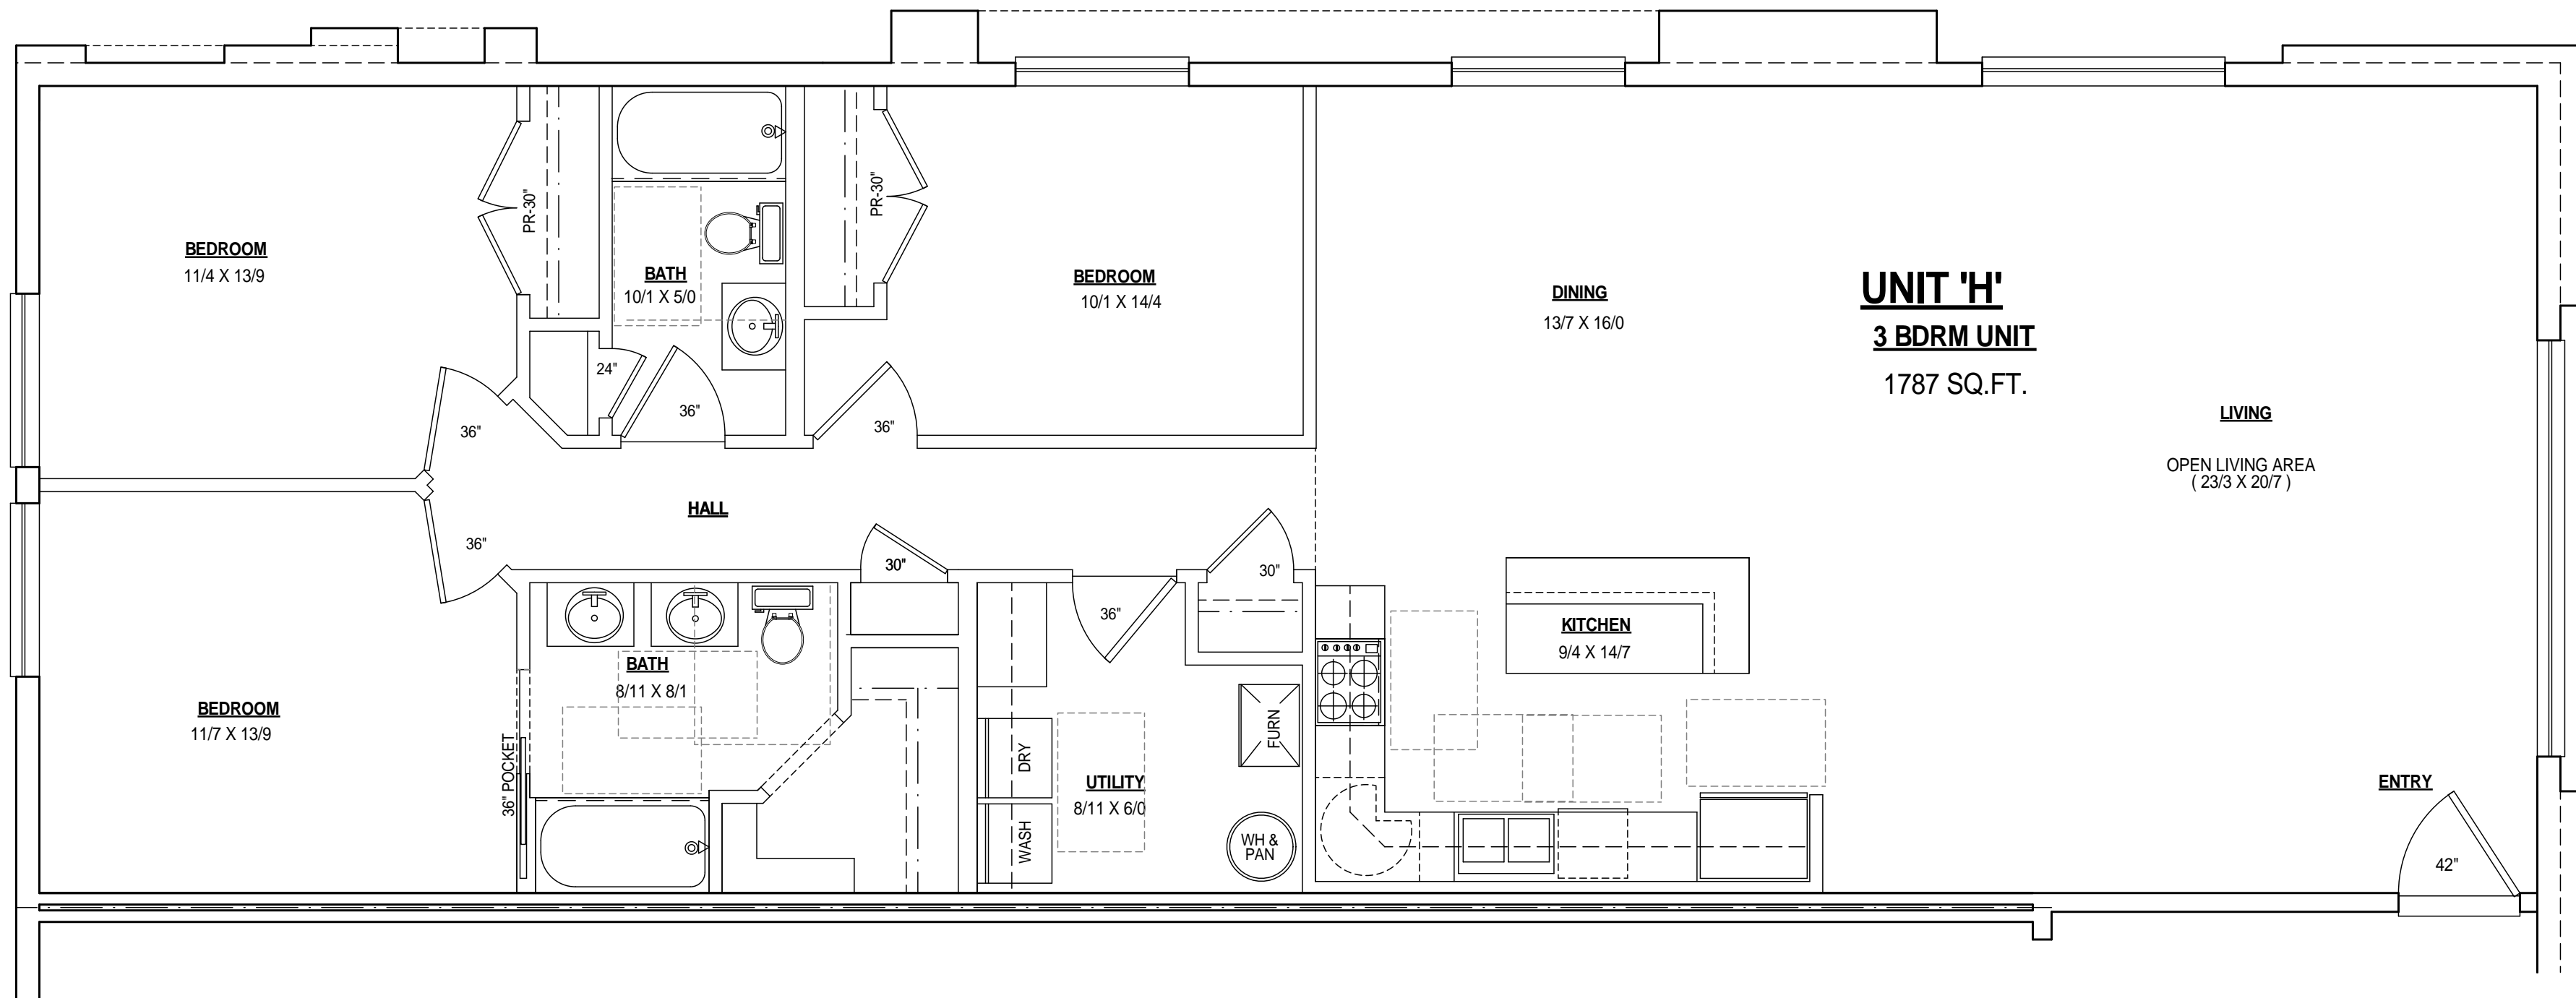 PR-30"
PR-30"
BEDROOM
11/4 X 13/9
BATH
10/1 X 5/0
BEDROOM
10/1 X 14/4
DINING
13/7 X 16/0
UNIT 'H'
3 BDRM UNIT
1787 SQ.FT.
24"
36"
36"
36"
LIVING
OPEN LIVING AREA
( 23/3 X 20/7 )
HALL
36"
30"
30"
36"
KITCHEN
9/4 X 14/7
BATH
8/11 X 8/1
BEDROOM
11/7 X 13/9
36" POCKET
DRY
FURN
UTILITY
8/11 X 6/0
WASH
WH &
PAN
ENTRY
42"